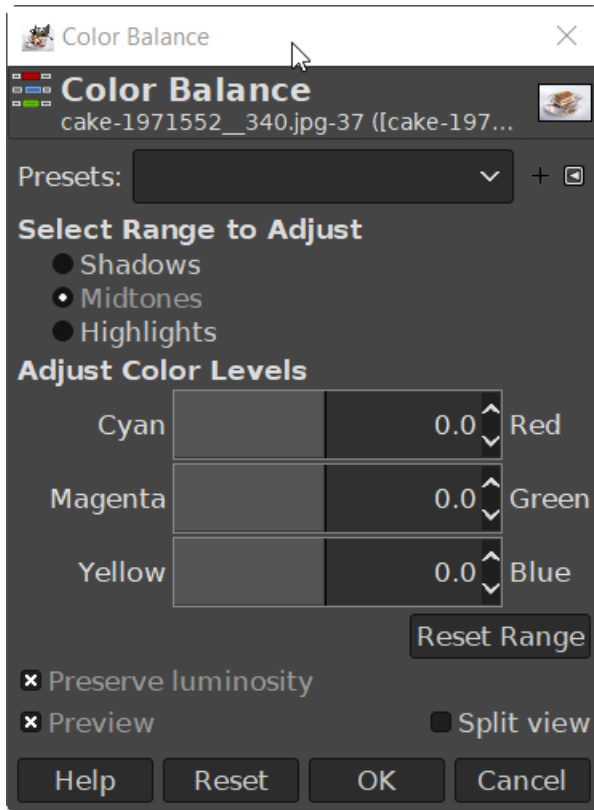 Color Balance
Color Balance
cake-1971552__340.jpg-37 ([cake-197...
Presets:
Select Range to Adjust
Shadows
Midtones
Highlights
Adjust Color Levels
Cyan 0.0 Red
Magenta 0.0 Green
Yellow 0.0 Blue
Reset Range
Preserve luminosity
Preview Split view
Help Reset OK Cancel